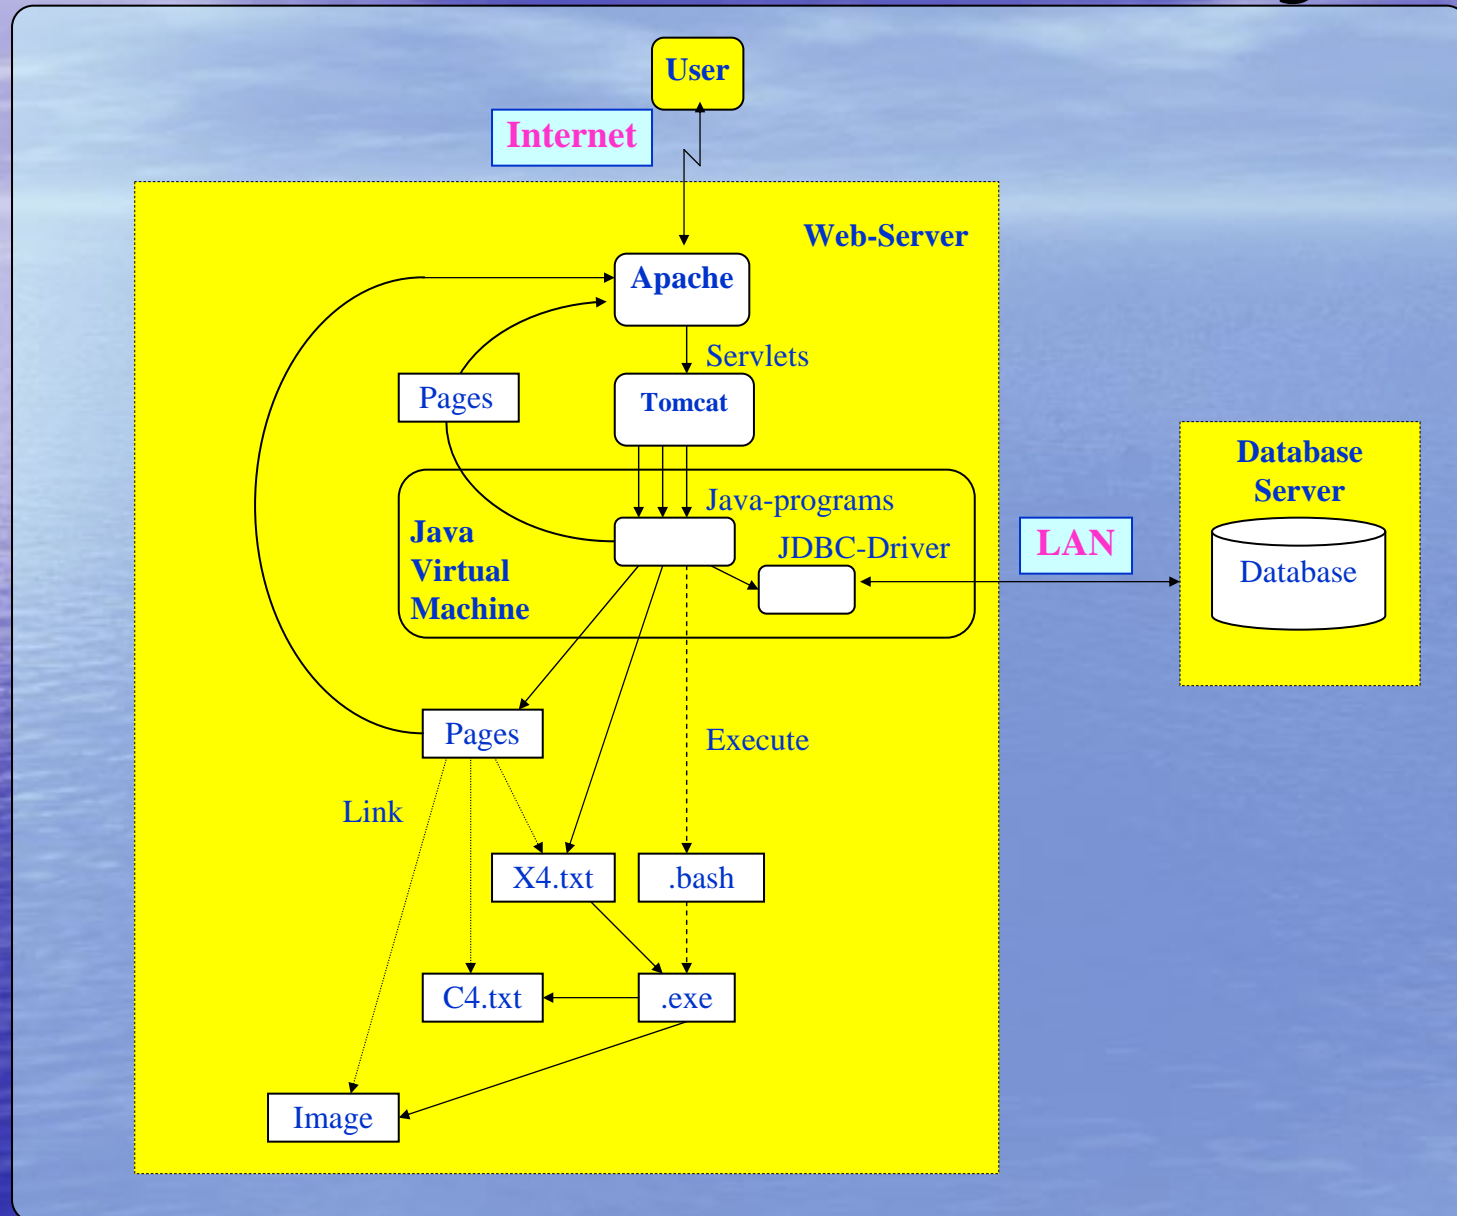 User
Internet
Web-Server
Apache
Servlets
Pages
Tomcat
Database
Server
Java-programs
Java
Virtual
Machine
JDBC-Driver
LAN
Database
Pages
Execute
Link
X4.txt
.bash
C4.txt
.exe
Image